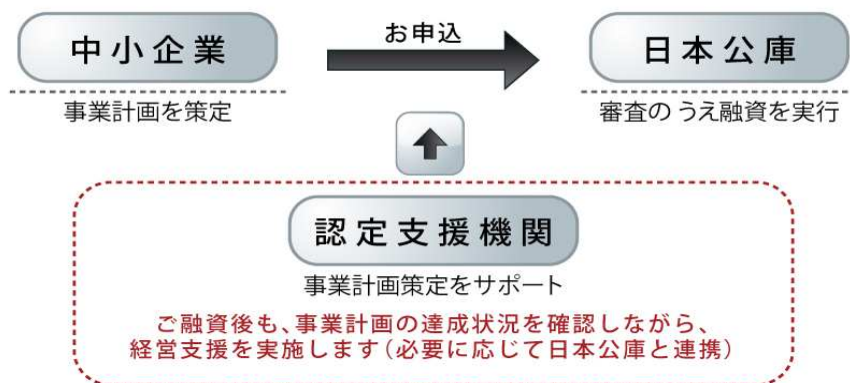 中小企業
お申込
日本公庫
事業計画を策定
審査のうえ融資を実行
認定支援機関
事業計画策定をサポート
ご融資後も、事業計画の達成状況を確認しながら、
経営支援を実施します(必要に応じて日本公庫と連携)